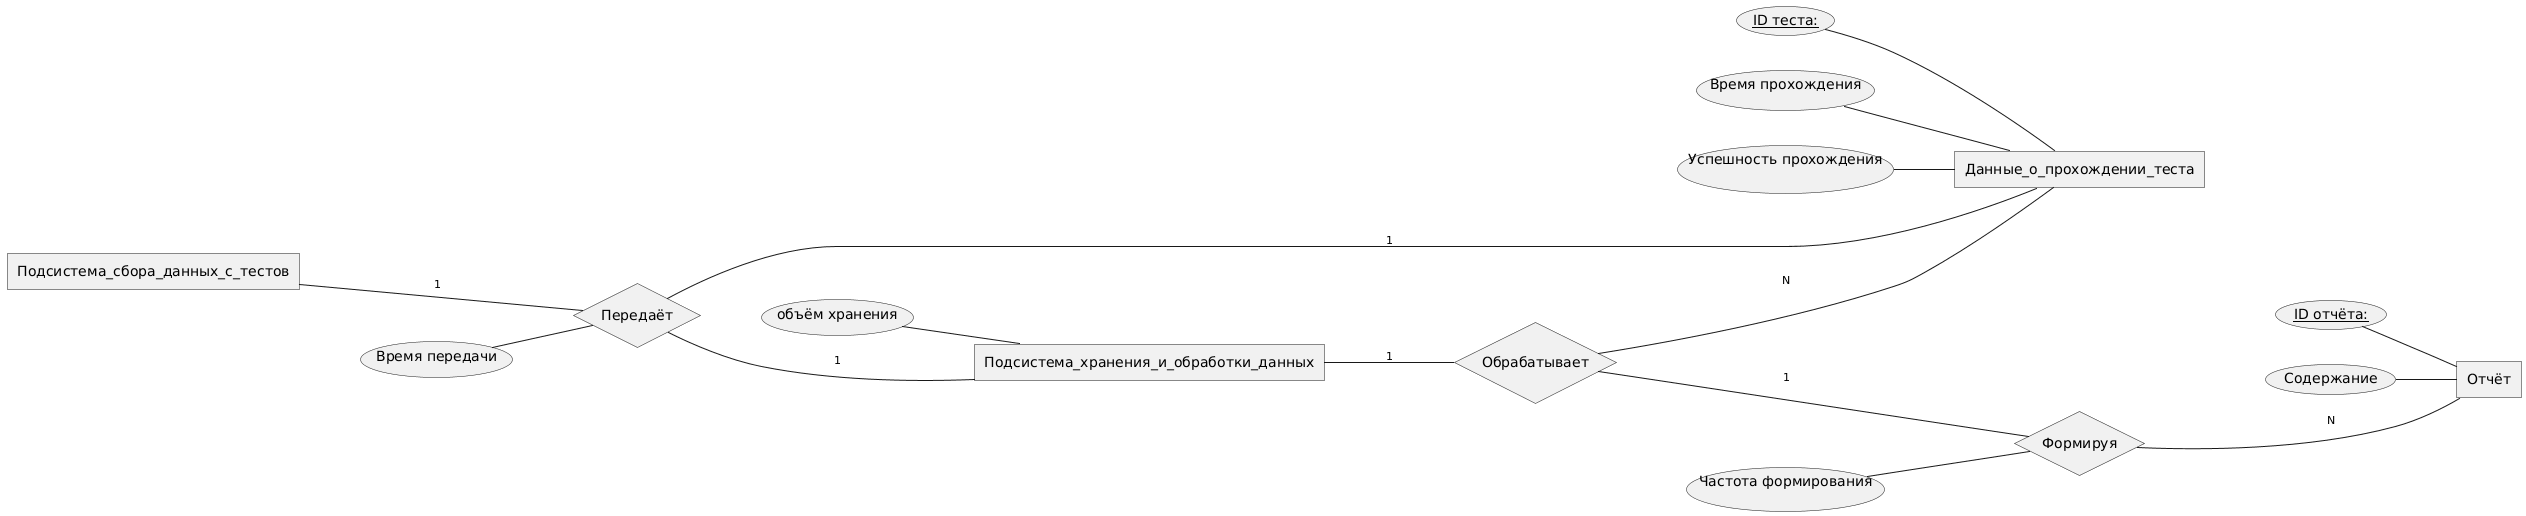 ID теста:
Время прохождения
Успешность прохождения
Данные_о_прохождении_теста
1
N
Подсистема_сбора_данных_с_тестов
1
Передаёт
Время передачи
объём хранения
1
Подсистема_хранения_и_обработки_данных
1
Обрабатывает
1
ID отчёта:
Содержание
Отчёт
N
Формируя
Частота формирования